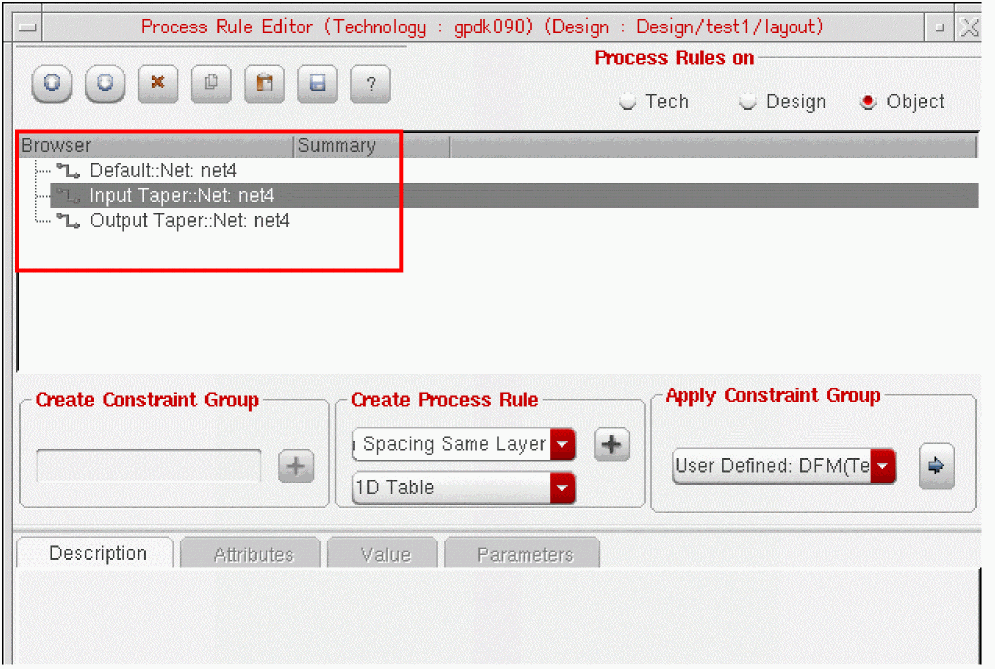 Process Rule Editor (Technology : gpdk090) (Design : Design/test1/layout)
Process Rules on
?
Tech Design Object
Browser Summary
Default::Net: net4
Input Taper::Net: net4
Output Taper::Net: net4
Create Constraint Group Create Process Rule Apply Constraint Group
Spacing Same Layer
User Defined: DFM(Te
1D Table
Description Attributes Value Parameters